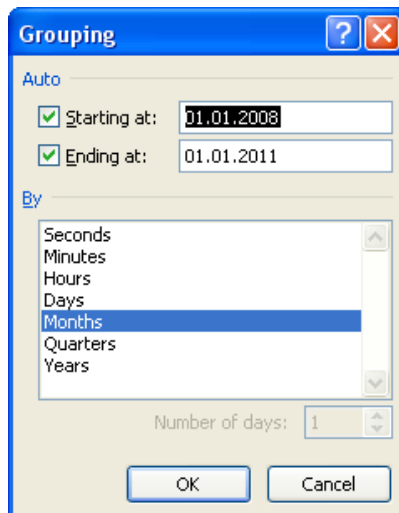 Grouping
Auto
Starting at: 01.01.2008
Ending at: 01.01.2011
By
Seconds
Minutes
Hours
Days
Months
Quarters
Years
Number of days: 1
OK Cancel